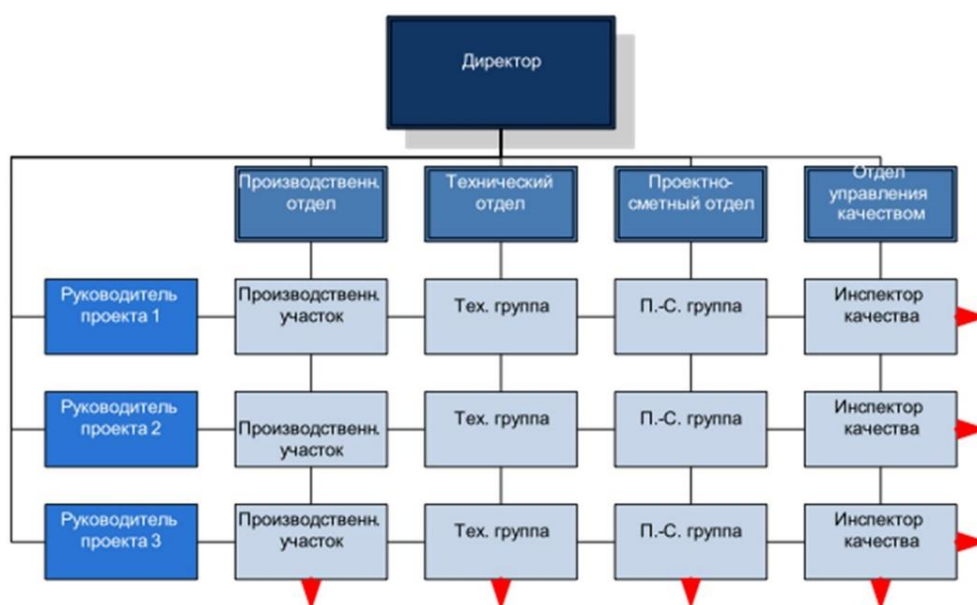 Директор
Производственн.
отдел
Технический
отдел
Проектно-
сметный отдел
Отдел
управления
качеством
Руководитель
проекта 1
Производственн.
участок
Тех. группа
П.-С. группа
Инспектор
качества
Руководитель
проекта 2
Производственн.
участок
Тех. группа
П.-С. группа
Инспектор
качества
Руководитель
проекта 3
Производственн.
участок
Тех. группа
П.-С. группа
Инспектор
качества